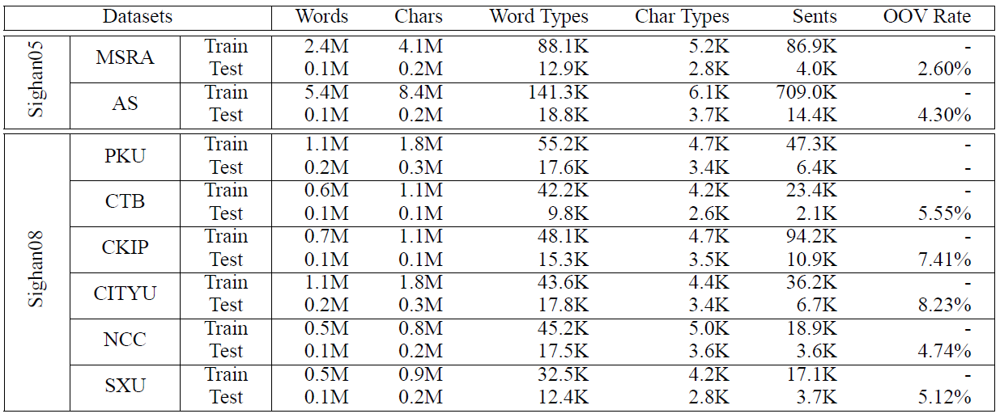 Datasets Words Chars Word Types Char Types Sents OOV Rate
Sighan05
MSRA
Train 2.4M 4.1M 88.1K 5.2K 86.9K -
Test 0.1M 0.2M 12.9K 2.8K 4.0K 2.60%
AS
Train 5.4M 8.4M 141.3K 6.1K 709.0K -
Test 0.1M 0.2M 18.8K 3.7K 14.4K 4.30%
Sighan08
PKU
Train 1.1M 1.8M 55.2K 4.7K 47.3K -
Test 0.2M 0.3M 17.6K 3.4K 6.4K -
CTB
Train 0.6M 1.1M 42.2K 4.2K 23.4K -
Test 0.1M 0.1M 9.8K 2.6K 2.1K 5.55%
CKIP
Train 0.7M 1.1M 48.1K 4.7K 94.2K -
Test 0.1M 0.1M 15.3K 3.5K 10.9K 7.41%
CITYU
Train 1.1M 1.8M 43.6K 4.4K 36.2K -
Test 0.2M 0.3M 17.8K 3.4K 6.7K 8.23%
NCC
Train 0.5M 0.8M 45.2K 5.0K 18.9K -
Test 0.1M 0.2M 17.5K 3.6K 3.6K 4.74%
SXU
Train 0.5M 0.9M 32.5K 4.2K 17.1K -
Test 0.1M 0.2M 12.4K 2.8K 3.7K 5.12%